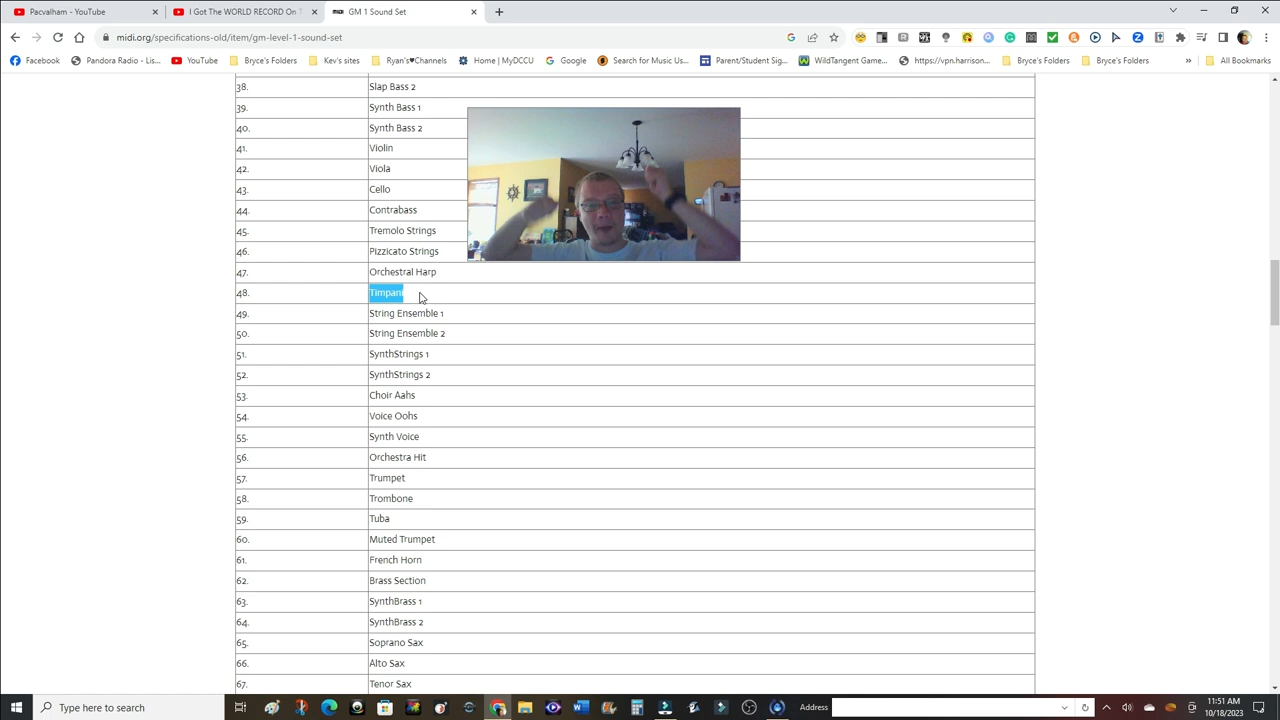 Pacvalham - YouTube
I Got The WORLD RECORD On T
GM 1 Sound Set
midi.org/specifications-old/item/gm-level-1-sound-set
Facebook
Pandora Radio - Lis...
YouTube
Bryce's Folders
Kev's sites
Ryan's♥Channels
Home | MyDCCU
Google
Search for Music Us...
Parent/Student Sig...
WildTangent Game...
https://vpn.harrison...
Bryce's Folders
Bryce's Folders
»
All Bookmarks
38. Slap Bass 2
39. Synth Bass 1
40. Synth Bass 2
41. Violin
42. Viola
43. Cello
44. Contrabass
45. Tremolo Strings
46. Pizzicato Strings
47. Orchestral Harp
48. Timpani
49. String Ensemble 1
50. String Ensemble 2
51. SynthStrings 1
52. SynthStrings 2
53. Choir Aahs
54. Voice Oohs
55. Synth Voice
56. Orchestra Hit
57. Trumpet
58. Trombone
59. Tuba
60. Muted Trumpet
61. French Horn
62. Brass Section
63. SynthBrass 1
64. SynthBrass 2
65. Soprano Sax
66. Alto Sax
67. Tenor Sax
Type here to search
Address
11:51 AM
10/18/2023